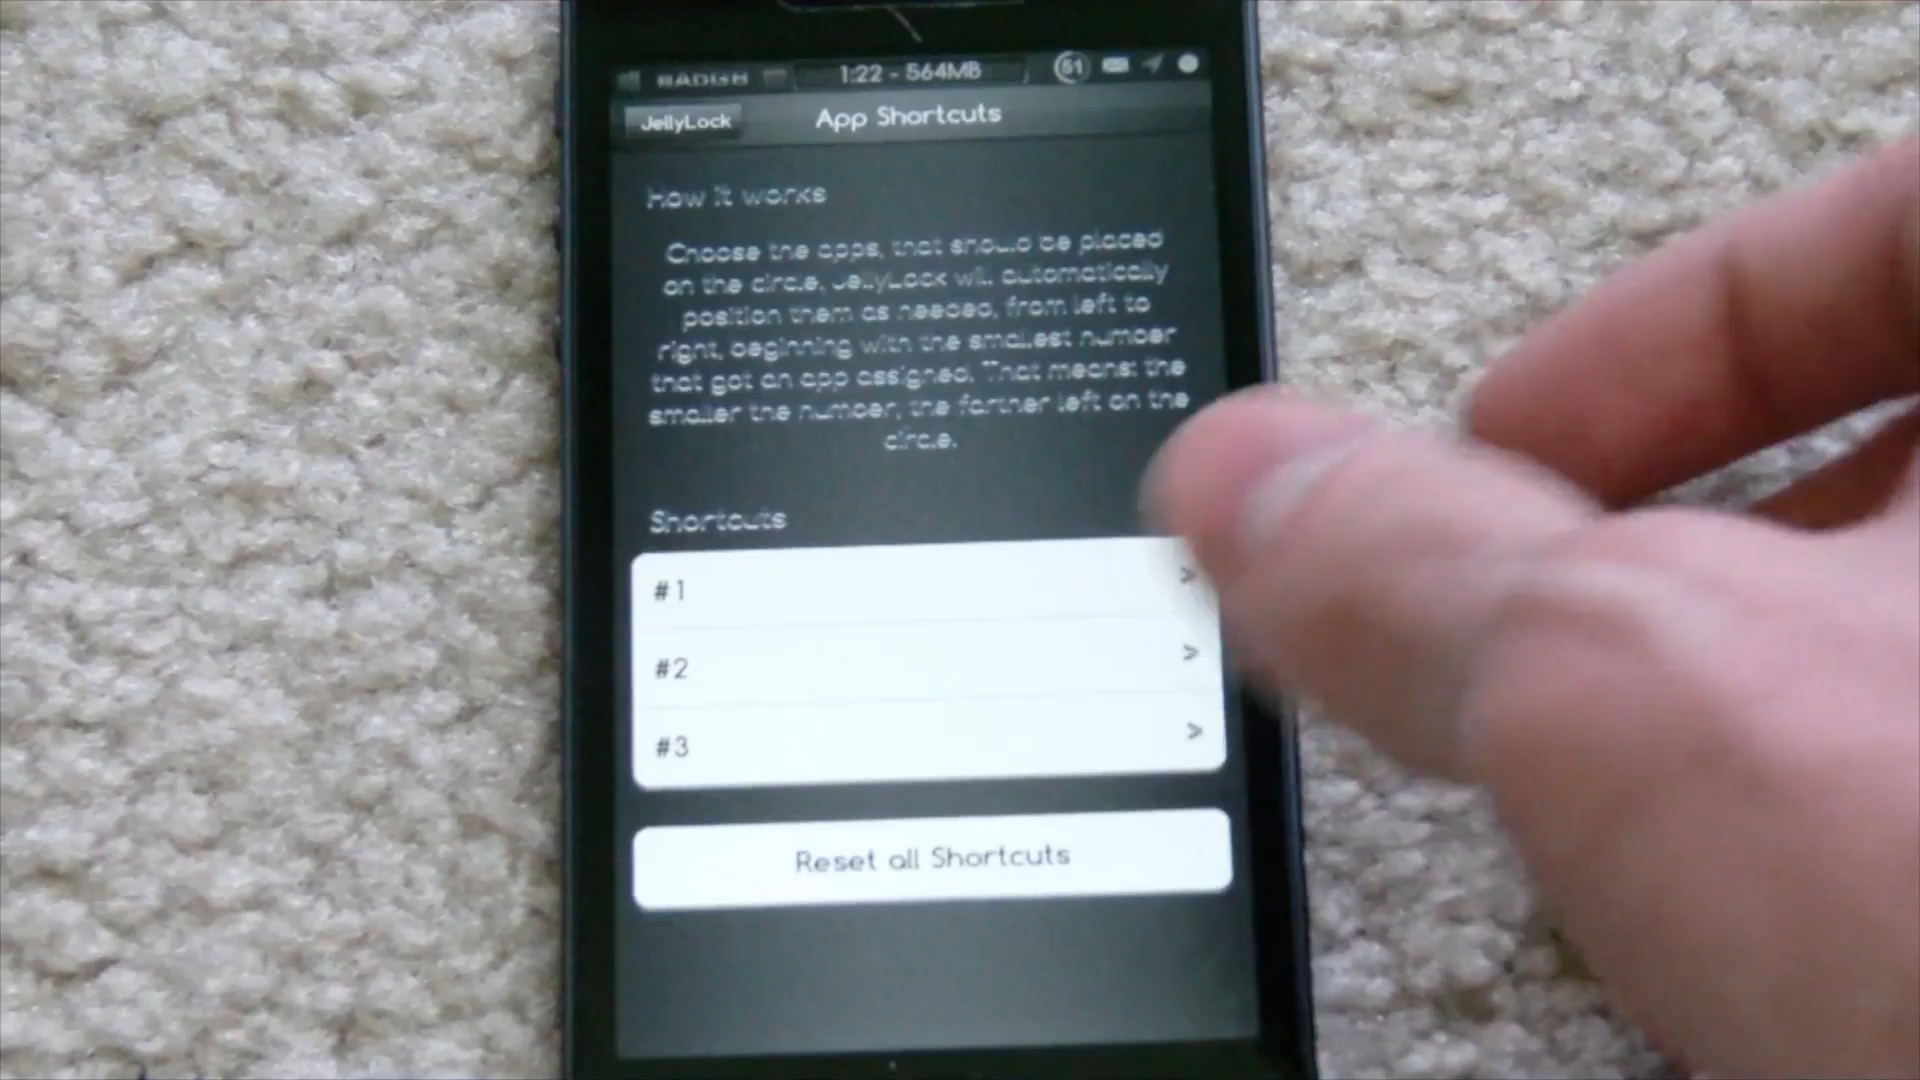 1:22 - 564MB 51
JellyLock App Shortcuts
How it works
Choose the apps, that should be placed
on the circle. JellyLock will automatically
position them as needed, from left to
right, beginning with the smallest number
that got an app assigned. That means: the
smaller the number, the farther left on the
circle.
Shortcuts
#1 >
#2 >
#3 >
Reset all Shortcuts